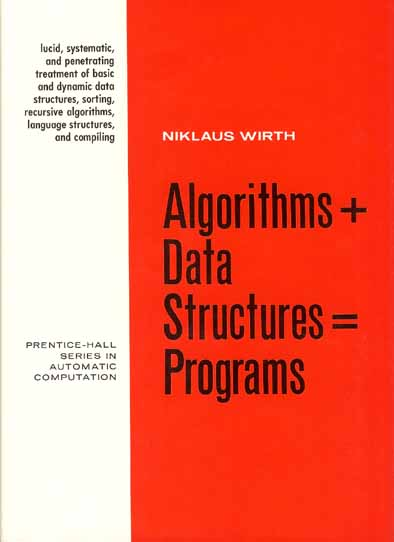 lucid, systematic,
and penetrating
treatment of basic
and dynamic data
structures, sorting,
recursive algorithms,
language structures,
and compiling
NIKLAUS WIRTH
Algorithms +
Data
Structures =
Programs
PRENTICE-HALL
SERIES IN
AUTOMATIC
COMPUTATION